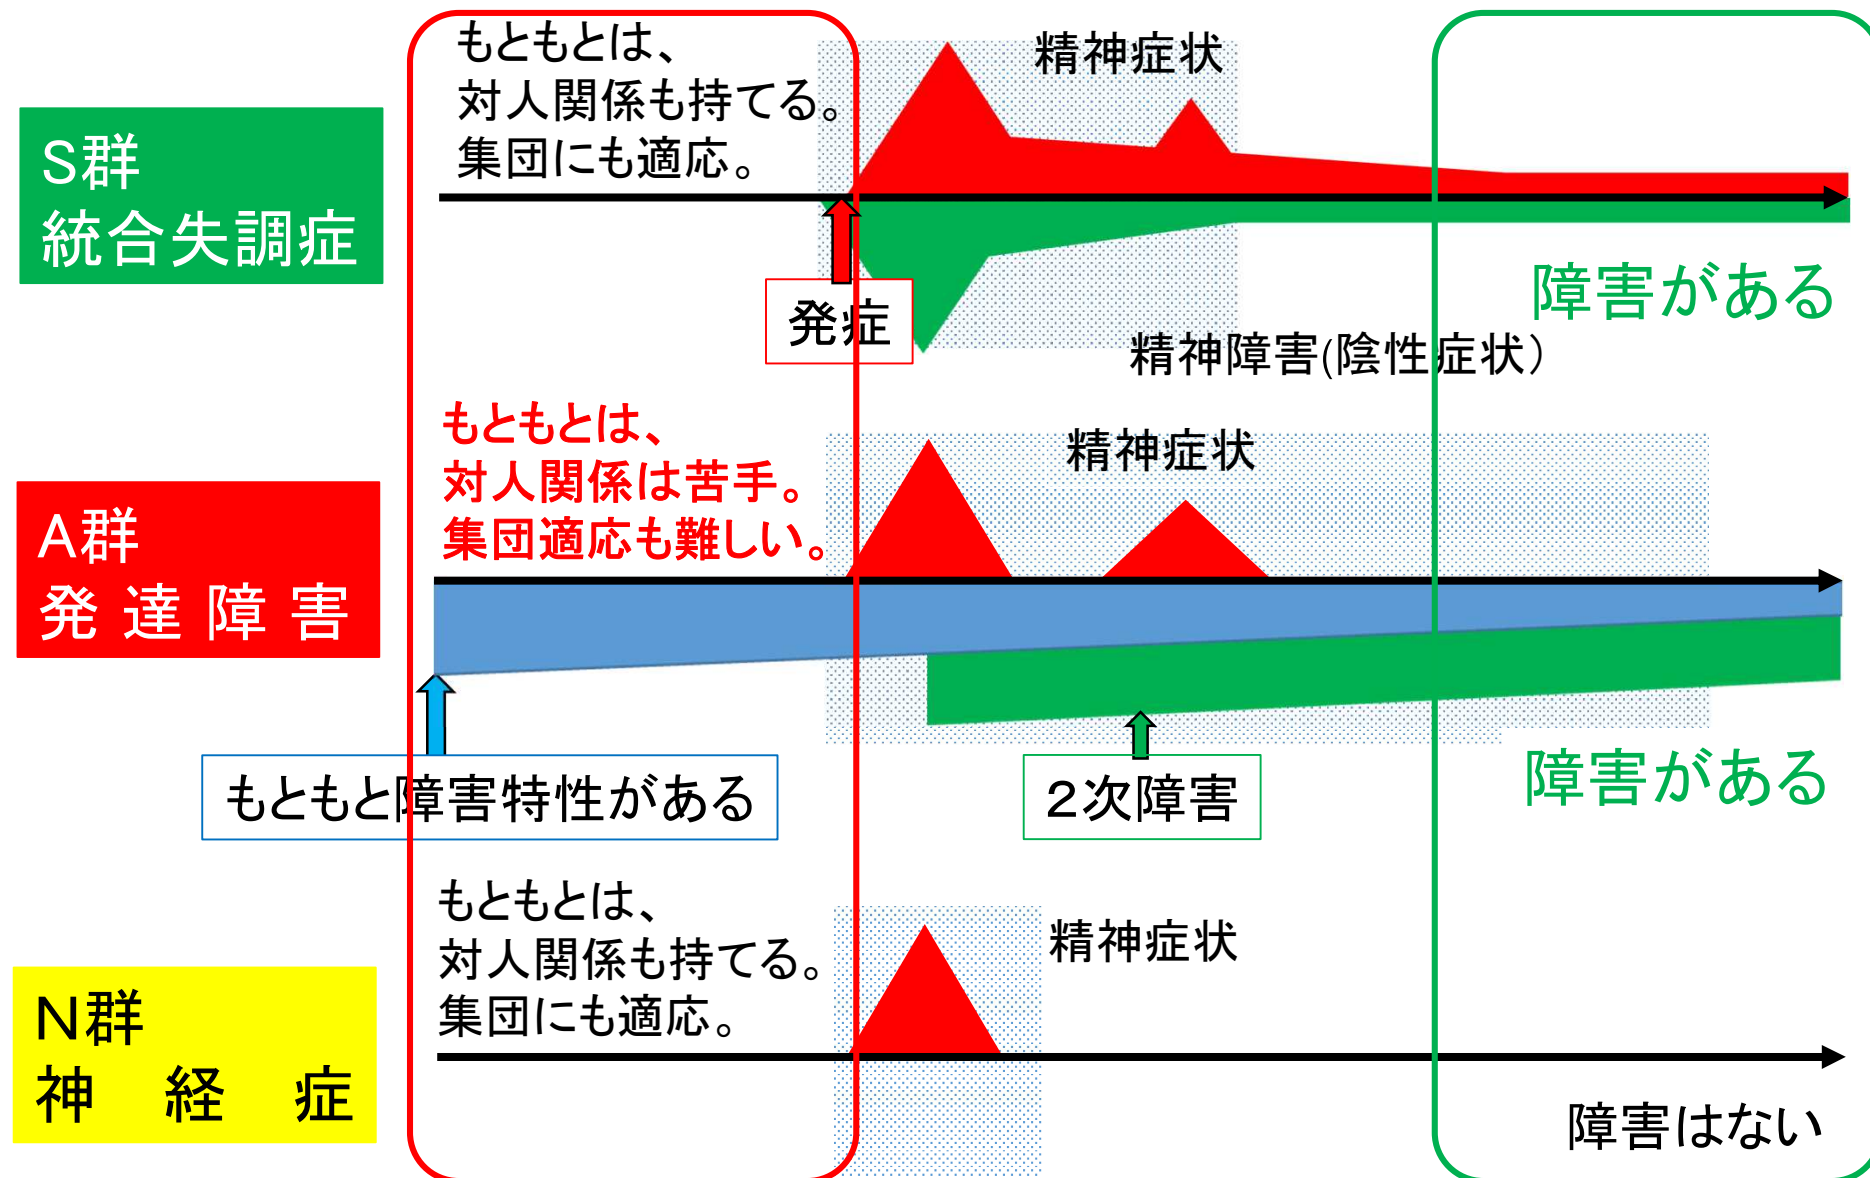 S群
統合失調症
もともとは、
対人関係も持てる。
集団にも適応。
精神症状
発症
精神障害(陰性症状）
障害がある
A群
発達障害
もともとは、
対人関係は苦手。
集団適応も難しい。
精神症状
もともと障害特性がある
２次障害
障害がある
N群
神経症
もともとは、
対人関係も持てる。
集団にも適応。
精神症状
障害はない